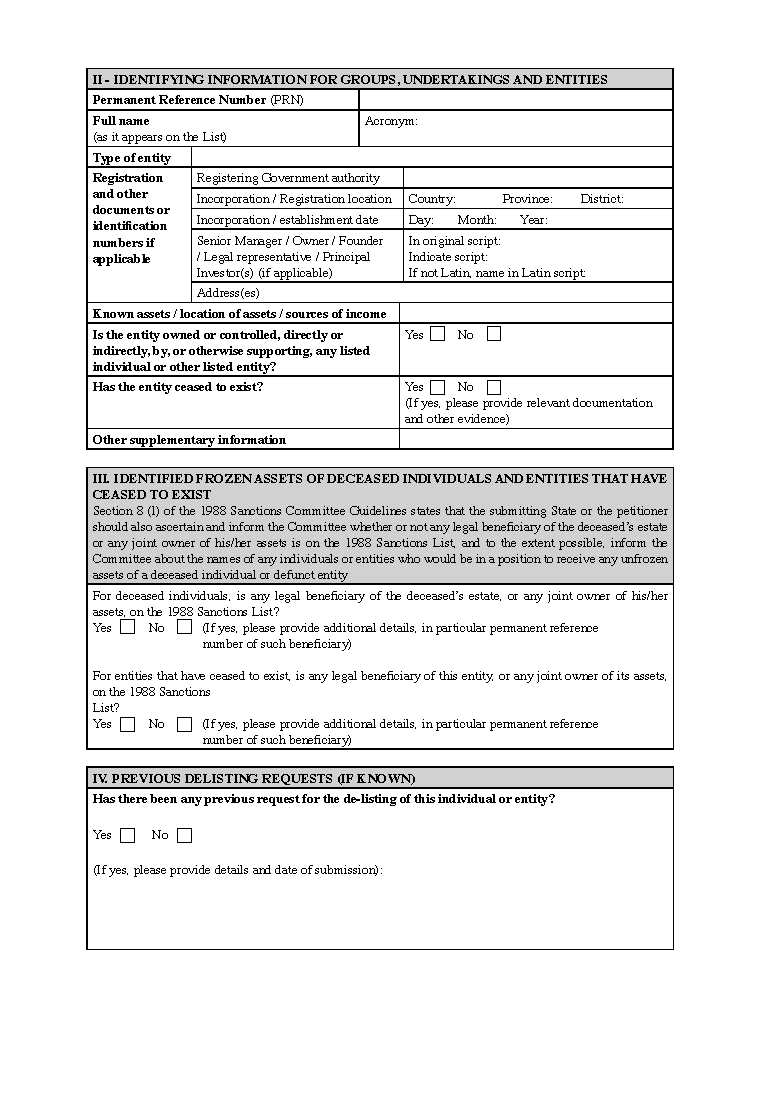 II - IDENTIFYING INFORMATION FOR GROUPS, UNDERTAKINGS AND ENTITIES
Permanent Reference Number (PRN)
Full name
(as it appears on the List)
Acronym:
Type of entity
Registration
and other
documents or
identification
numbers if
applicable
Registering Government authority
Incorporation / Registration location
Country: Province: District:
Incorporation / establishment date
Day: Month: Year:
Senior Manager / Owner / Founder
/ Legal representative / Principal
Investor(s) (if applicable)
In original script:
Indicate script:
If not Latin, name in Latin script:
Address(es)
Known assets / location of assets / sources of income
Is the entity owned or controlled, directly or
indirectly, by, or otherwise supporting, any listed
individual or other listed entity?
Yes No
Has the entity ceased to exist?
Yes No
(If yes, please provide relevant documentation
and other evidence)
Other supplementary information
III. IDENTIFIED FROZEN ASSETS OF DECEASED INDIVIDUALS AND ENTITIES THAT HAVE
CEASED TO EXIST
Section 8 (l) of the 1988 Sanctions Committee Guidelines states that the submitting State or the petitioner
should also ascertain and inform the Committee whether or not any legal beneficiary of the deceased's estate
or any joint owner of his/her assets is on the 1988 Sanctions List, and to the extent possible, inform the
Committee about the names of any individuals or entities who would be in a position to receive any unfrozen
assets of a deceased individual or defunct entity
For deceased individuals, is any legal beneficiary of the deceased's estate, or any joint owner of his/her
assets, on the 1988 Sanctions List?
Yes No (If yes, please provide additional details, in particular permanent reference
number of such beneficiary)
For entities that have ceased to exist, is any legal beneficiary of this entity, or any joint owner of its assets,
on the 1988 Sanctions
List?
Yes No (If yes, please provide additional details, in particular permanent reference
number of such beneficiary)
IV. PREVIOUS DELISTING REQUESTS (IF KNOWN)
Has there been any previous request for the de-listing of this individual or entity?
Yes No
(If yes, please provide details and date of submission):